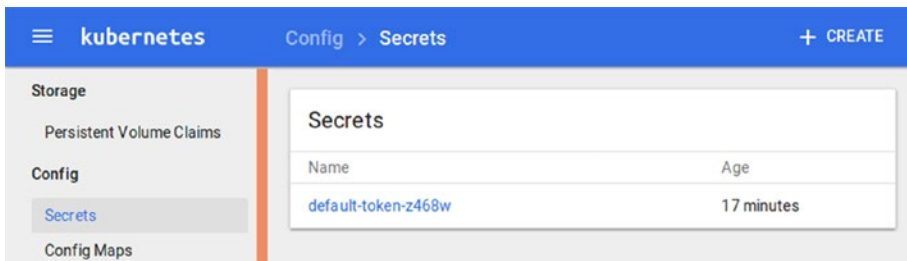 kubernetes Config > Secrets + CREATE
Storage
Persistent Volume Claims
Config
Secrets
Config Maps
Secrets
Name Age
default-token-z468w 17 minutes